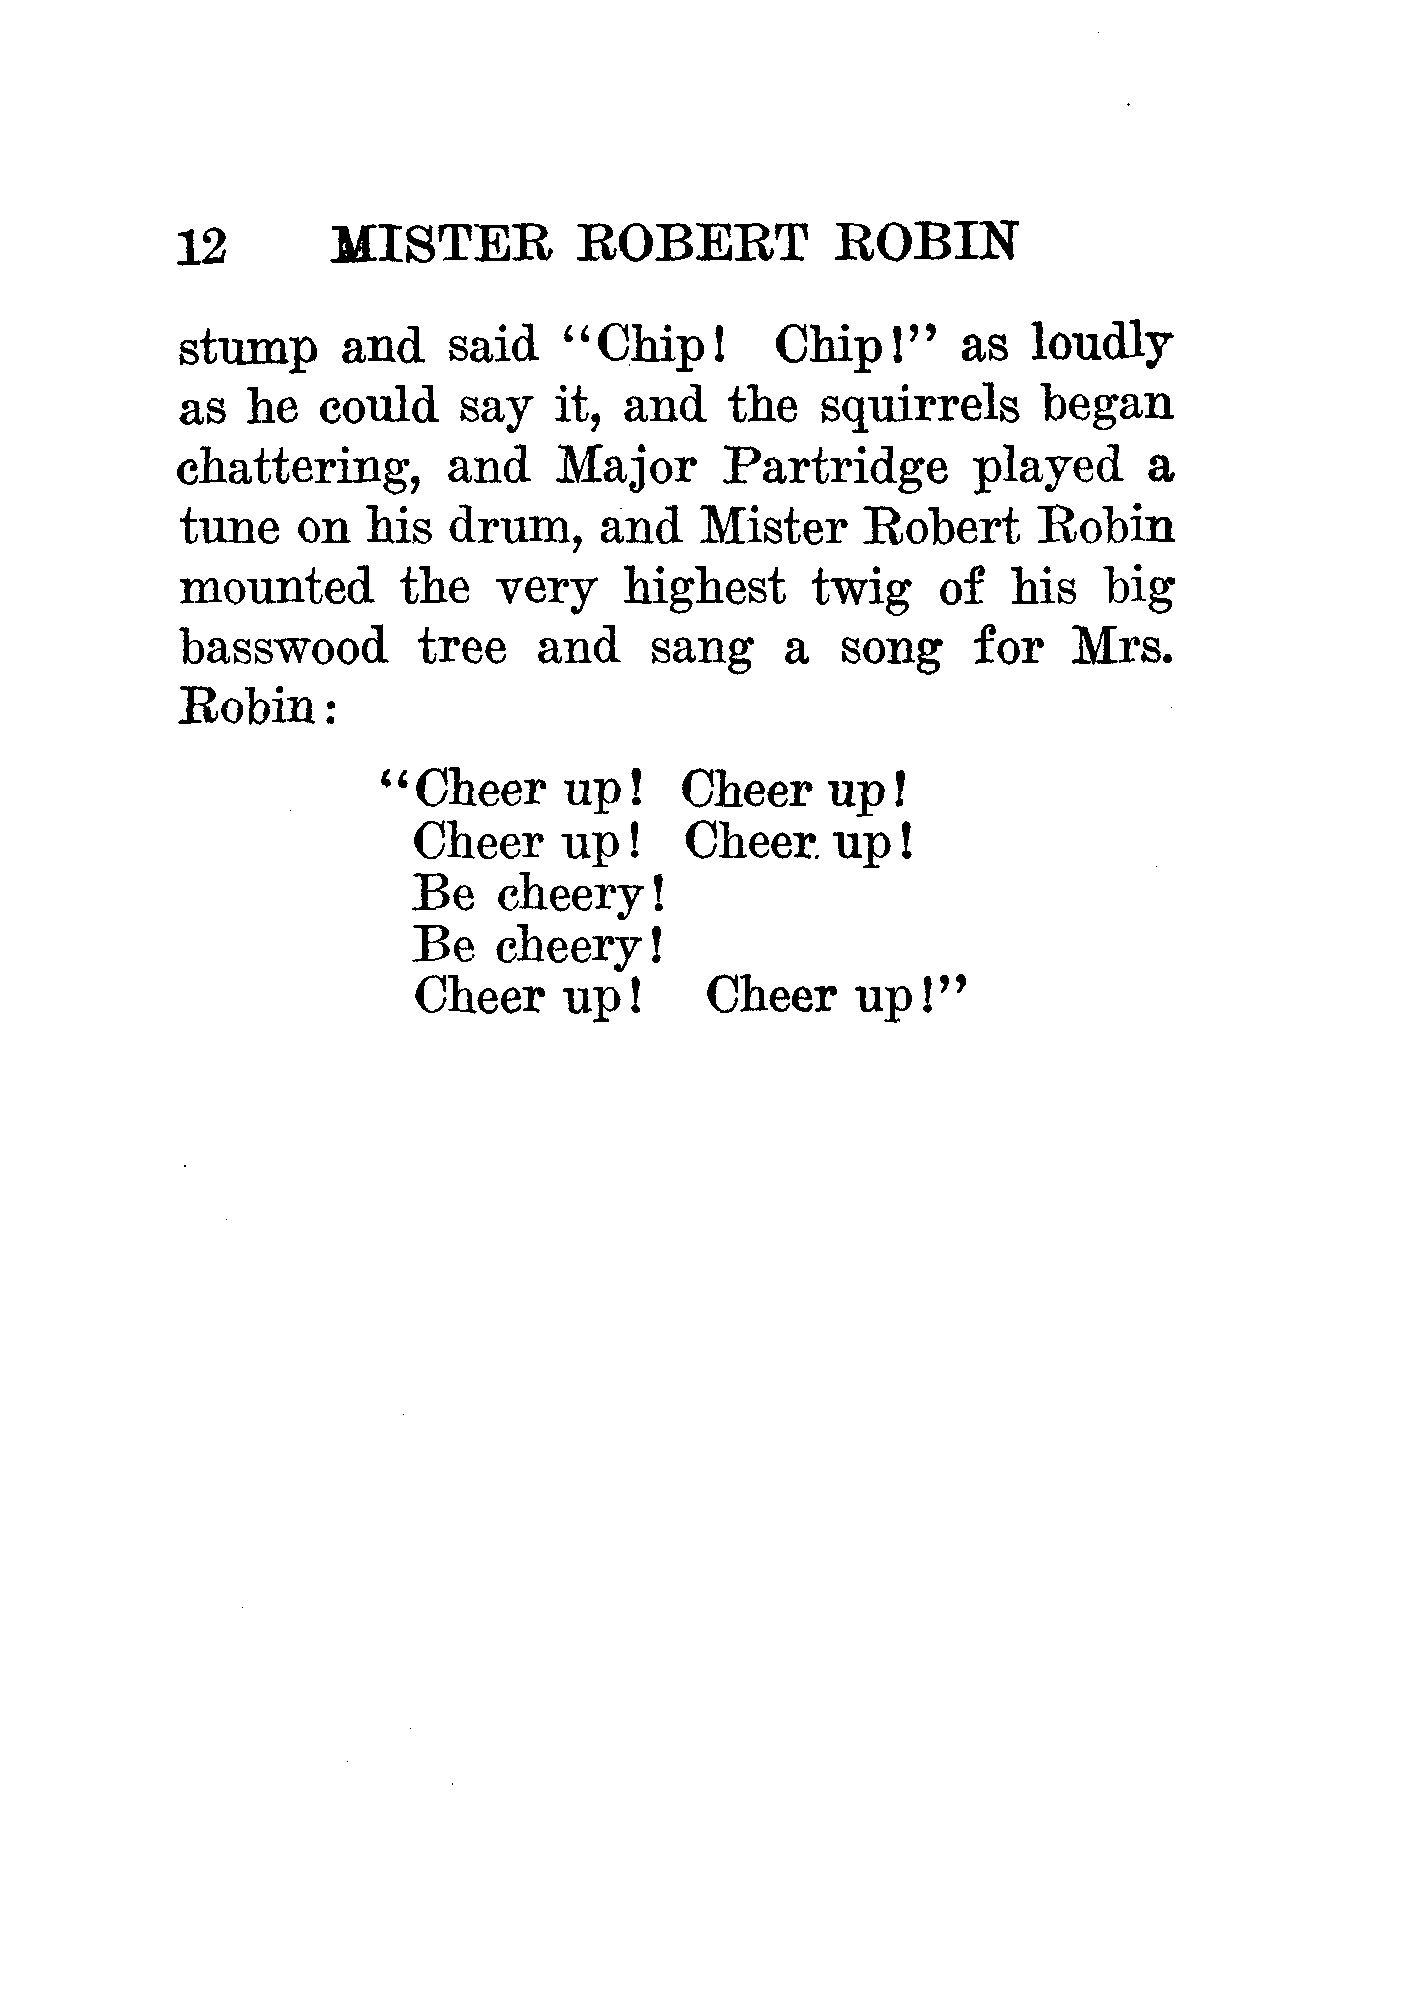 12 MISTER ROBERT ROBIN
stump and said "Chip! Chip!" as loudly
as he could say it, and the squirrels began
chattering, and Major Partridge played a
tune on his drum, and Mister Robert Robin
mounted the very highest twig of his big
basswood tree and sang a song for Mrs.
Robin:
"Cheer up! Cheer up!
Cheer up! Cheer up!
Be cheery!
Be cheery!
Cheer up! Cheer up!"